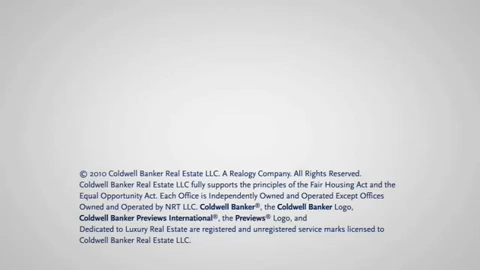 © 2010 Coldwell Banker Real Estate LLC. A Realogy Company. All Rights Reserved.
Coldwell Banker Real Estate LLC fully supports the principles of the Fair Housing Act and the
Equal Opportunity Act. Each Office is Independently Owned and Operated Except Offices
Owned and Operated by NRT LLC. Coldwell Banker®, the Coldwell Banker Logo,
Coldwell Banker Previews International®, the Previews® Logo, and
Dedicated to Luxury Real Estate are registered and unregistered service marks licensed to
Coldwell Banker Real Estate LLC.